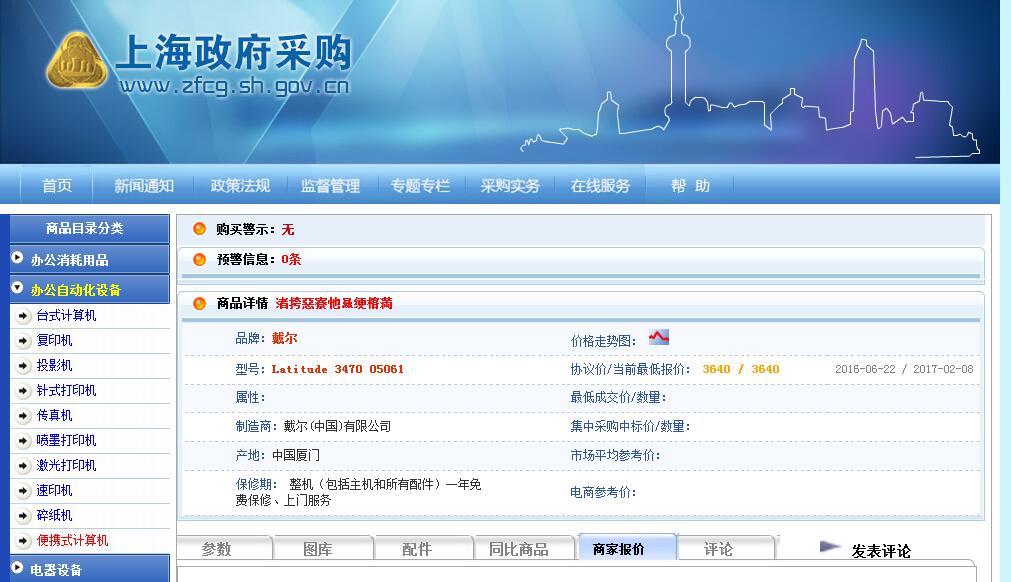 上海政府采购
www.zfcg.sh.gov.cn
首页 新闻通知 政策法规 监督管理 专题专栏 采购实务 在线服务 帮 助
商品目录分类
办公消耗用品
办公自动化设备
台式计算机
复印机
投影机
针式打印机
传真机
喷墨打印机
激光打印机
速印机
碎纸机
便携式计算机
电器设备
购买警示：无
预警信息：0条
商品详情
品牌：戴尔 价格走势图：
型号：Latitude 3470 05061 协议价/当前最低报价： 3640 / 3640 2016-06-22 / 2017-02-08
属性： 最低成交价/数量：
制造商：戴尔(中国)有限公司 集中采购中标价/数量：
产地：中国厦门 市场平均参考价：
保修期： 整机（包括主机和所有配件）一年免
费保修、上门服务 电商参考价：
参数 图库 配件 同比商品 商家报价 评论 发表评论